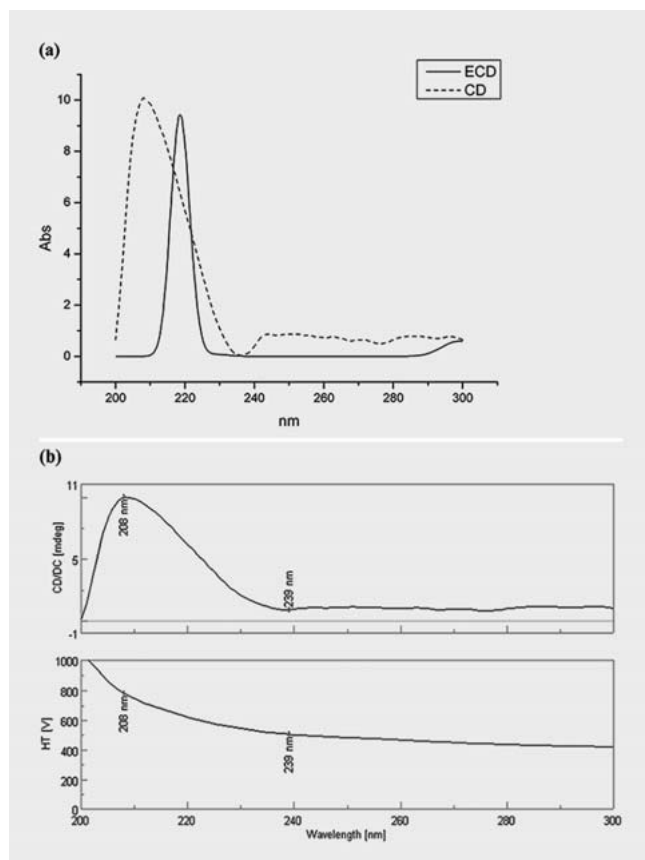 (a)
ECD
CD
10
8
6
4
2
0
Abs
200 220 240 260 280 300
nm
(b)
11
5
-1
CD/DC [mdeg]
208 nm
239 nm
1000
800
600
400
200
0
HT [V]
208 nm
239 nm
200 220 240 260 280 300
Wavelength [nm]